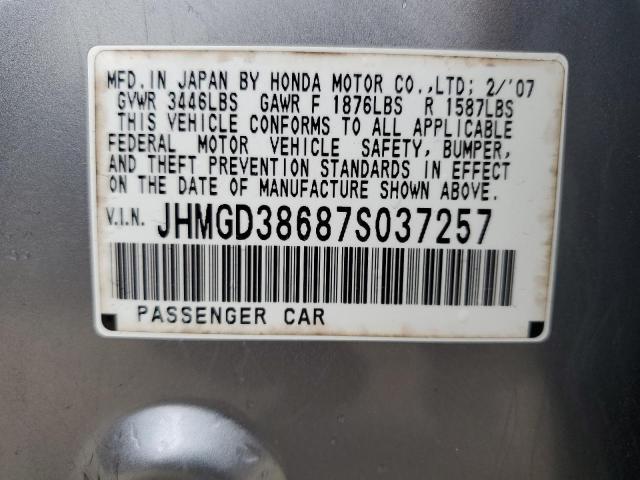 MFD. IN JAPAN BY HONDA MOTOR CO.,LTD; 2/'07
GVWR 3446LBS GAWR F 1876LBS R 1587LBS
THIS VEHICLE CONFORMS TO ALL APPLICABLE
FEDERAL MOTOR VEHICLE SAFETY, BUMPER,
AND THEFT PREVENTION STANDARDS IN EFFECT
ON THE DATE OF MANUFACTURE SHOWN ABOVE.
V.I.N. JHMGD38687S037257
PASSENGER CAR